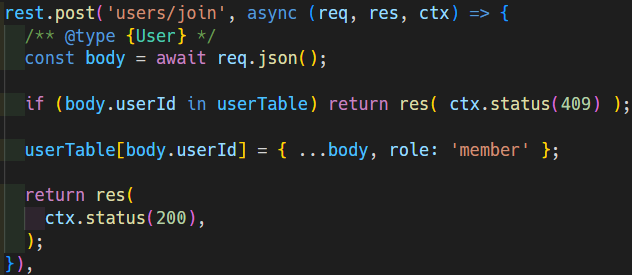 rest.post('users/join', async (req, res, ctx) => {
  /** @type {User} */
  const body = await req.json();

  if (body.userId in userTable) return res( ctx.status(409) );

  userTable[body.userId] = { ...body, role: 'member' };

  return res(
    ctx.status(200),
  );
}),